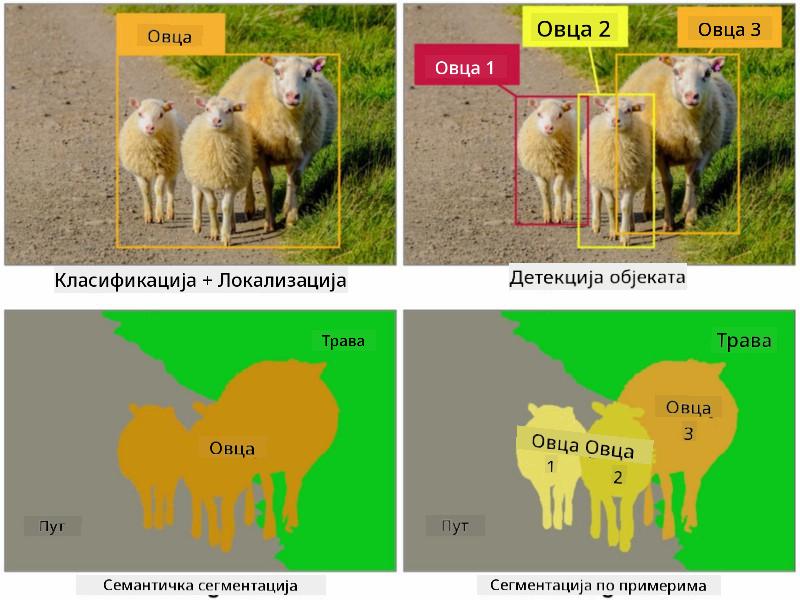 Овца
Овца 1
Овца 2
Овца 3
Класификација + Локализација
Детекција објеката
Трава
Овца
Пут
Трава
Овца
3
Овца Овца
1
2
Пут
Семантичка сегментација
Сегментација по примерима